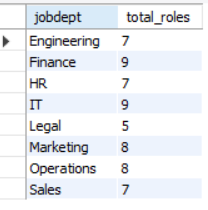 jobdept total_roles
Engineering 7
Finance 9
HR 7
IT 9
Legal 5
Marketing 8
Operations 8
Sales 7